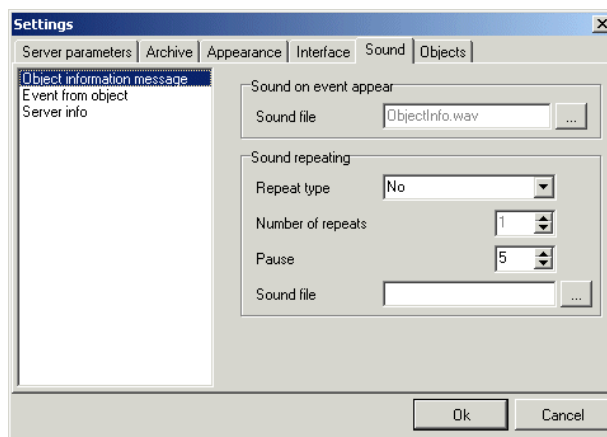 Settings
Server parameters Archive Appearance Interface Sound Objects
Object information message
Event from object
Server info
Sound on event appear
Sound file ObjectInfo.wav ...
Sound repeating
Repeat type No
Number of repeats 1
Pause 5
Sound file ...
Ok Cancel